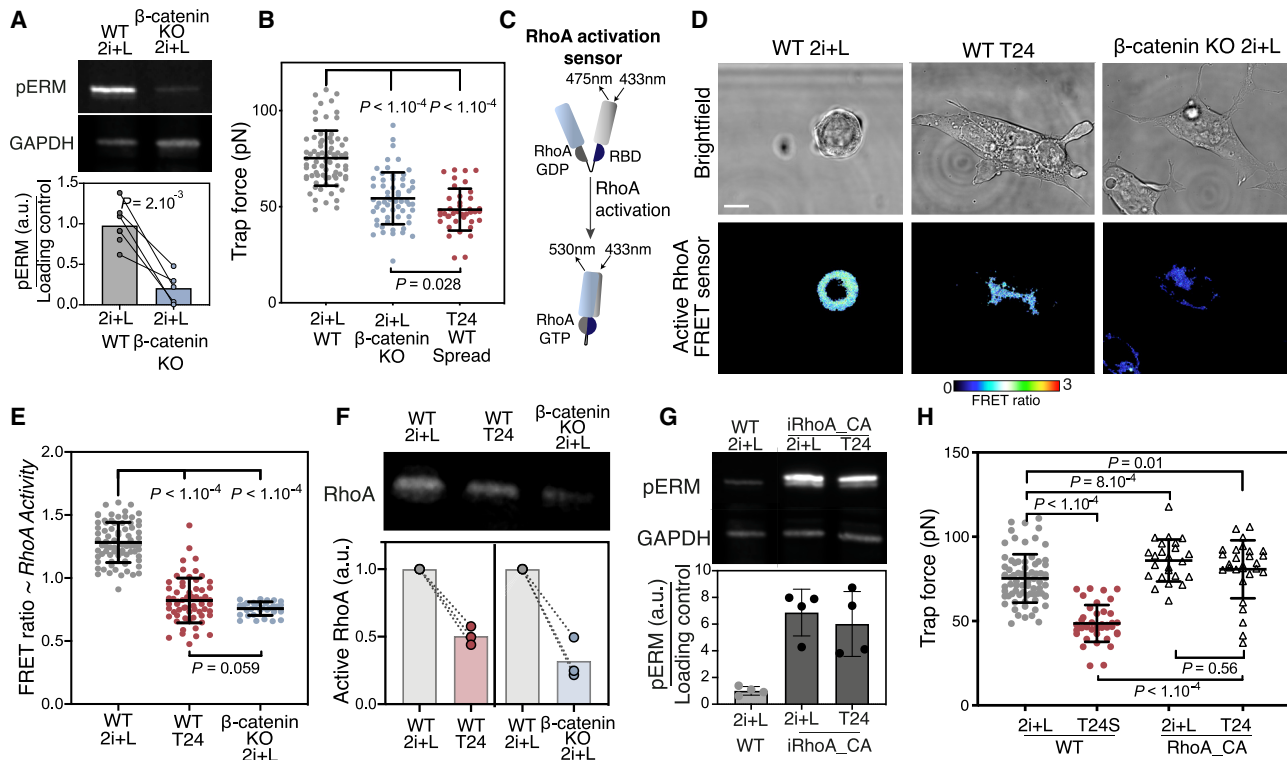 A
WT
2i+L
β-catenin
KO
2i+L
pERM
GAPDH
pERM (a.u.)
Loading control
1.5
1.0
0.5
0.0
P = 2.10-3
2i+L
2i+L
WT
β-catenin
KO
B
Trap force (pN)
100
50
0
P < 1.10-4
P < 1.10-4
P = 0.028
2i+L
WT
2i+L
β-catenin
KO
T24
WT
Spread
C
RhoA activation
sensor
475nm
433nm
RhoA
GDP
RBD
RhoA
activation
530nm
433nm
RhoA
GTP
D
WT 2i+L
WT T24
β-catenin KO 2i+L
Brightfield
Active RhoA
FRET sensor
0
3
FRET ratio
E
FRET ratio ~ RhoA Activity
2.0
1.5
1.0
0.5
0.0
P < 1.10-4
P < 1.10-4
P = 0.059
WT
2i+L
WT
T24
β-catenin
KO
2i+L
F
WT
2i+L
WT
T24
β-catenin
KO
2i+L
RhoA
Active RhoA (a.u.)
1.0
0.5
0.0
WT
2i+L
WT
T24
WT
2i+L
β-catenin
KO
2i+L
G
WT
2i+L
iRhoA_CA
2i+L
T24
pERM
GAPDH
pERM (a.u.)
Loading control
10
8
6
4
2
0
2i+L
2i+L
T24
WT
iRhoA_CA
H
Trap force (pN)
150
100
50
0
P = 0.01
P = 8.10-4
P < 1.10-4
P = 0.56
P < 1.10-4
2i+L
T24S
2i+L
T24
WT
RhoA_CA